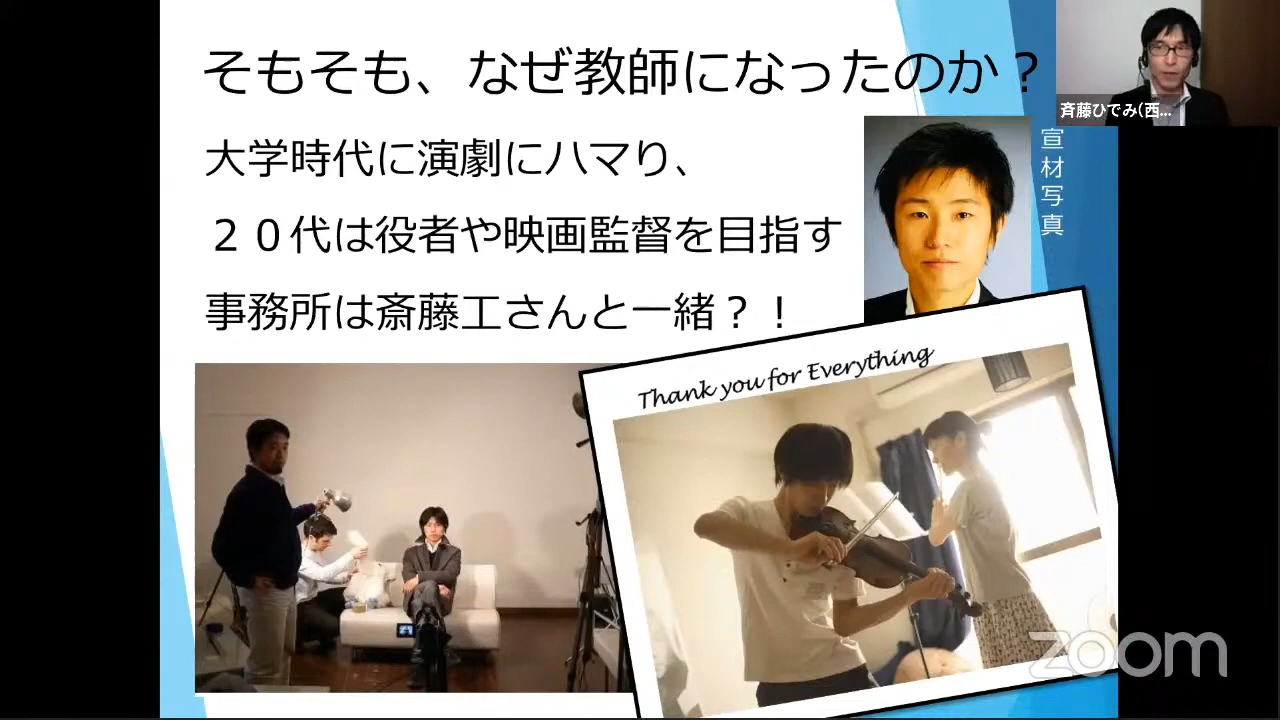 そもそも、なぜ教師になったのか？
大学時代に演劇にハマり、
２０代は役者や映画監督を目指す
事務所は斎藤工さんと一緒？！
宣材写真
Thank you for Everything
斉藤ひでみ(西...
zoom